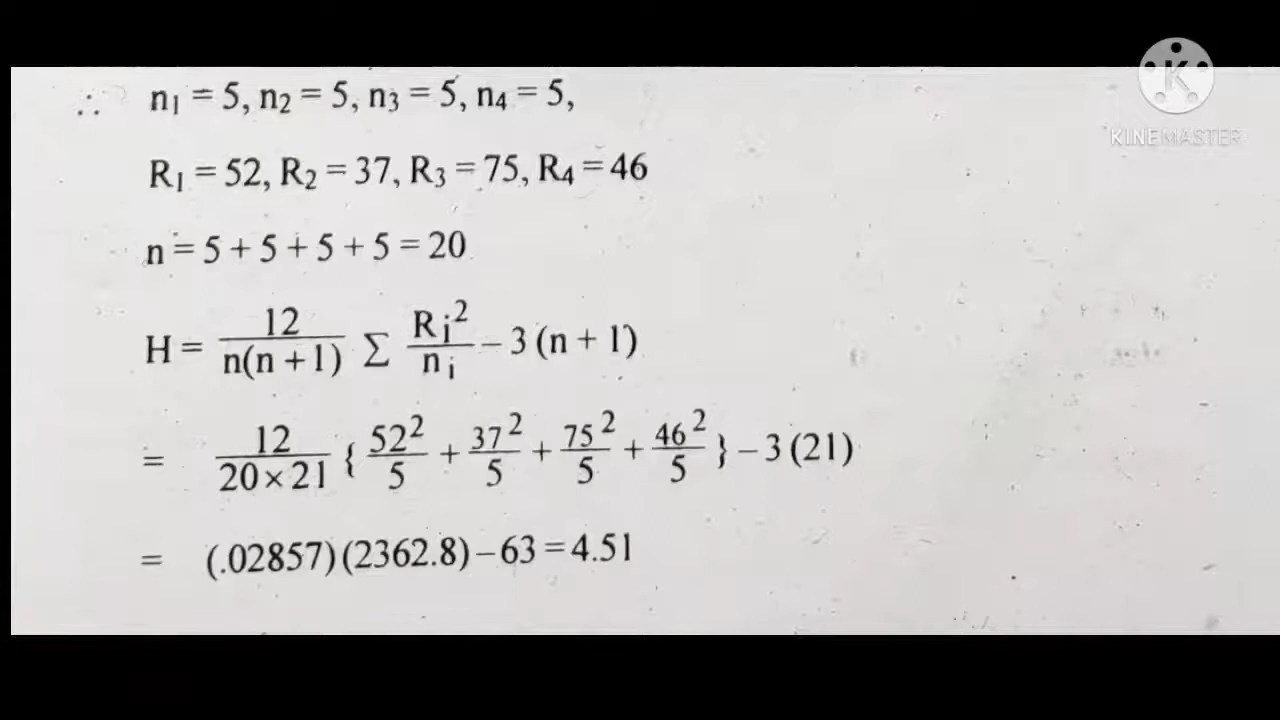 K
KINEMASTER
∴ n₁ = 5, n₂ = 5, n₃ = 5, n₄ = 5,
R₁ = 52, R₂ = 37, R₃ = 75, R₄ = 46
n = 5 + 5 + 5 + 5 = 20
H = 12/n(n + 1) Σ Rᵢ²/nᵢ – 3 (n + 1)
= 12/20 × 21 { 52²/5 + 37²/5 + 75²/5 + 46²/5 } – 3 (21)
= (.02857) (2362.8) – 63 = 4.51